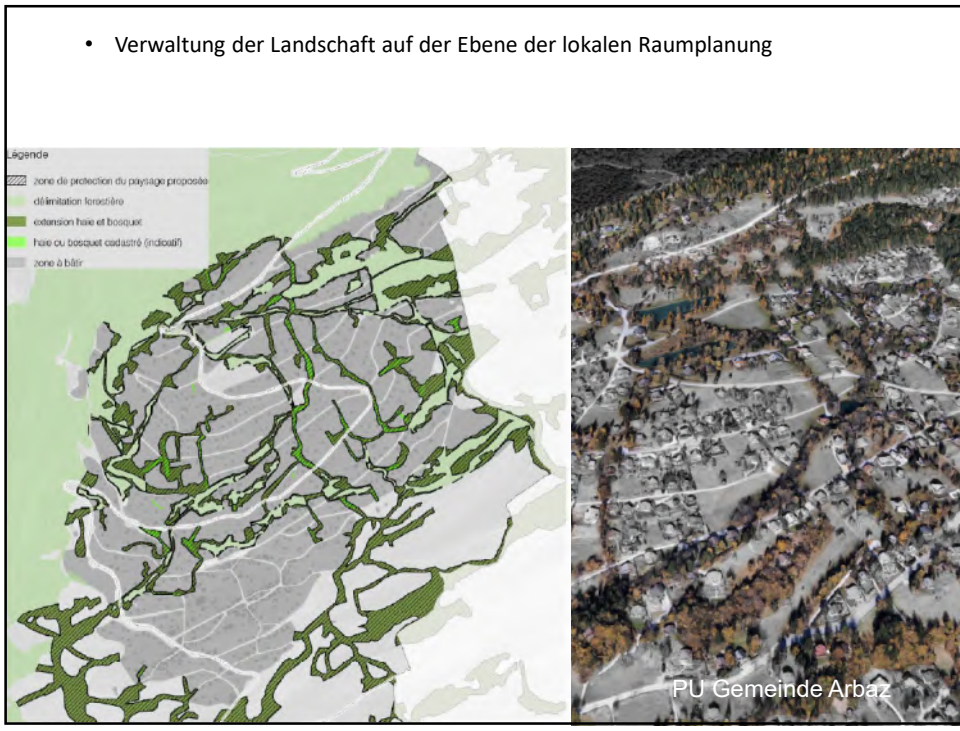 • Verwaltung der Landschaft auf der Ebene der lokalen Raumplanung
Légende
zone de protection du paysage proposée
délimitation forestière
extension haie et bosquet
haie ou bosquet cadastré (indicatif)
zone à bâtir
PU Gemeinde Arbaz